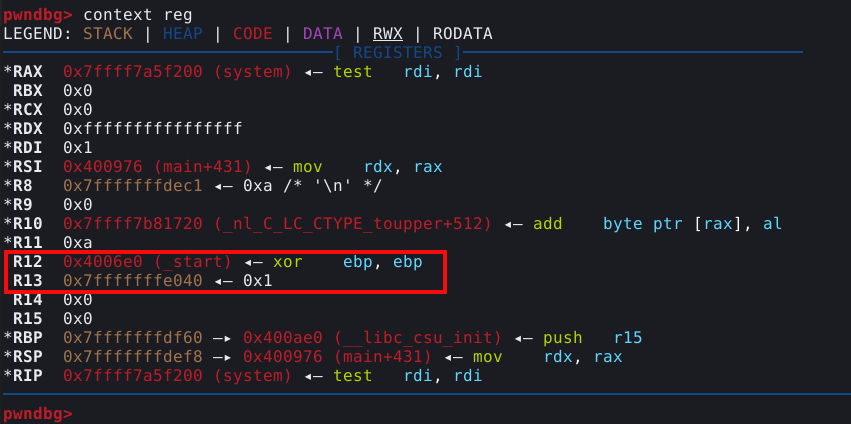 pwndbg> context reg
LEGEND: STACK | HEAP | CODE | DATA | RWX | RODATA
[ REGISTERS ]
*RAX 0x7ffff7a5f200 (system) ◂— test rdi, rdi
RBX 0x0
*RCX 0x0
*RDX 0xffffffffffffffff
*RDI 0x1
*RSI 0x400976 (main+431) ◂— mov rdx, rax
*R8 0x7fffffffdec1 ◂— 0xa /* '\n' */
*R9 0x0
*R10 0x7ffff7b81720 (_nl_C_LC_CTYPE_toupper+512) ◂— add byte ptr [rax], al
*R11 0xa
R12 0x4006e0 (_start) ◂— xor ebp, ebp
R13 0x7fffffffe040 ◂— 0x1
R14 0x0
R15 0x0
*RBP 0x7fffffffdf60 —▸ 0x400ae0 (__libc_csu_init) ◂— push r15
*RSP 0x7fffffffdef8 —▸ 0x400976 (main+431) ◂— mov rdx, rax
*RIP 0x7ffff7a5f200 (system) ◂— test rdi, rdi
pwndbg>